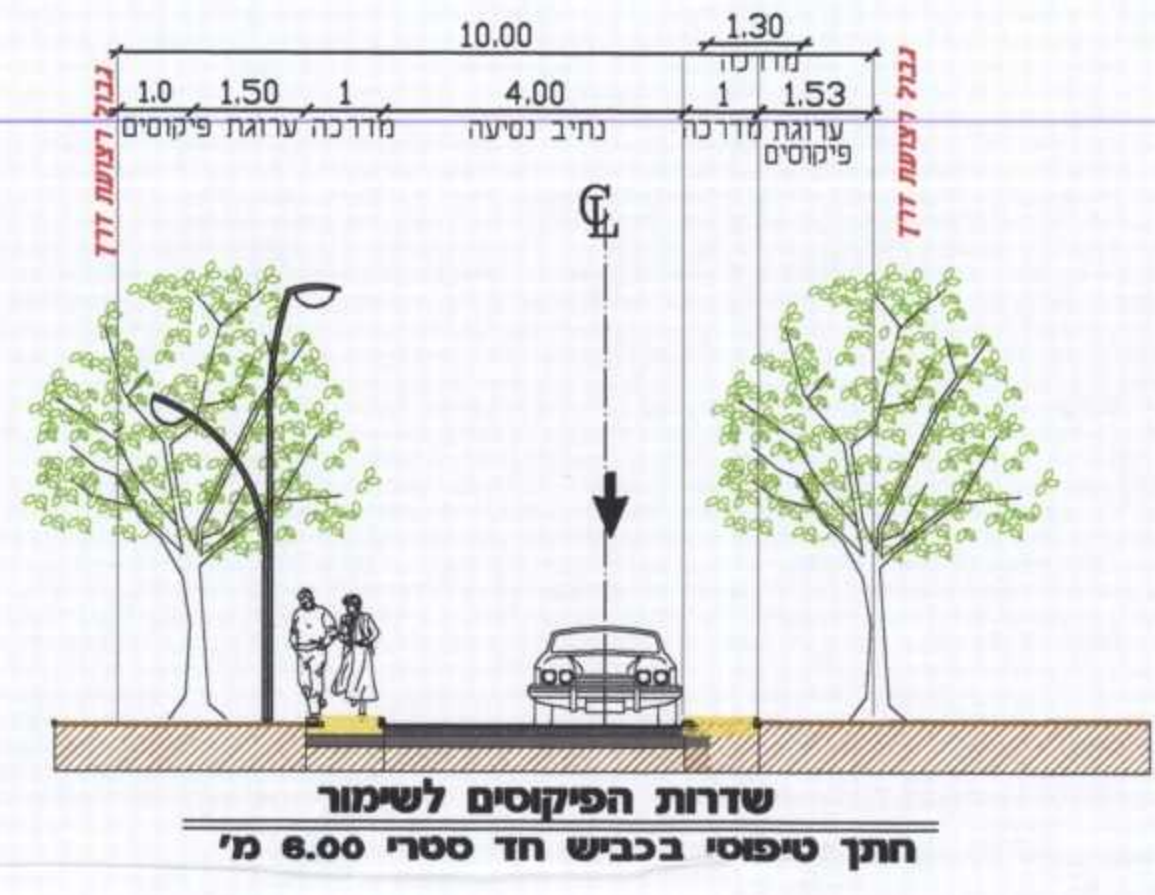 10.00
1.30
מדרכה
1.0 1.50 1 4.00 1 1.53
ערוגת פיקוסים
מדרכה
נתיב נסיעה
מדרכה
ערוגת
פיקוסים
גבול רצועת דרך
גבול רצועת דרך
CL
שדרות הפיקוסים לשימור
חתך טיפוסי בכביש חד סטרי 8.00 מ'